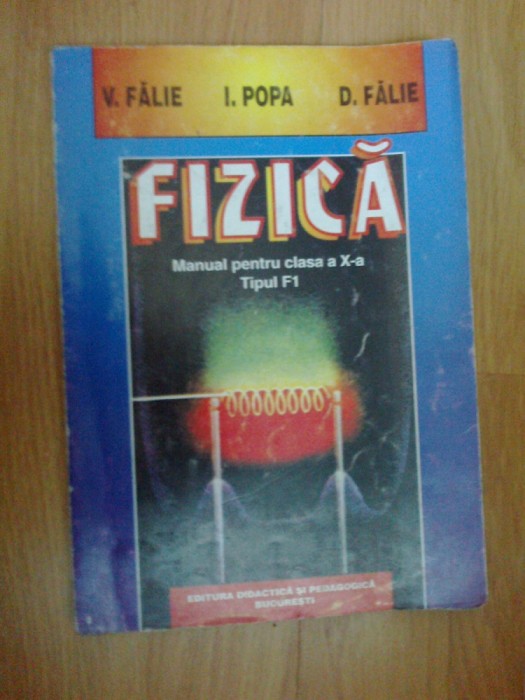 V. FĂLIE I. POPA D. FĂLIE
FIZICĂ
Manual pentru clasa a X-a
Tipul F1
EDITURA DIDACTICĂ ȘI PEDAGOGICĂ
BUCUREȘTI